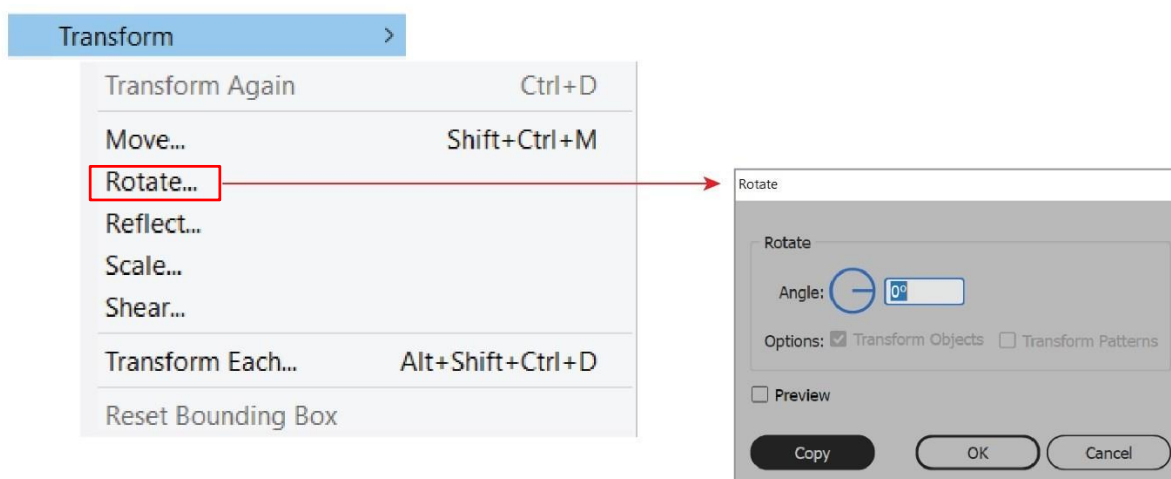 Transform >
Transform Again Ctrl+D
Move... Shift+Ctrl+M
Rotate...
Reflect...
Scale...
Shear...
Transform Each... Alt+Shift+Ctrl+D
Reset Bounding Box
Rotate
Rotate
Angle: 0°
Options: Transform Objects Transform Patterns
Preview
Copy OK Cancel